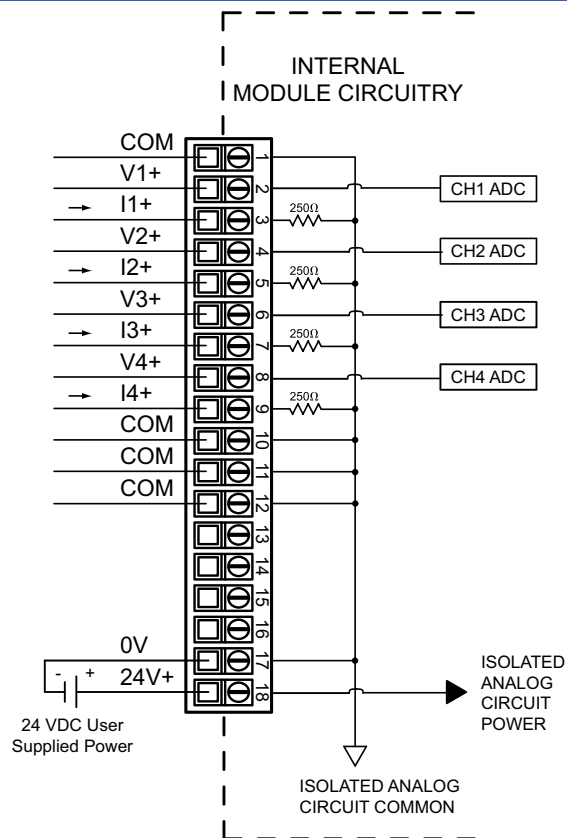 INTERNAL
MODULE CIRCUITRY
COM 1
V1+ 2 CH1 ADC
I1+ 3 250Ω
V2+ 4 CH2 ADC
I2+ 5 250Ω
V3+ 6 CH3 ADC
I3+ 7 250Ω
V4+ 8 CH4 ADC
I4+ 9 250Ω
COM 10
COM 11
COM 12
13
14
15
16
0V 17
- + 24V+ 18
ISOLATED
ANALOG
CIRCUIT
POWER
24 VDC User
Supplied Power
ISOLATED ANALOG
CIRCUIT COMMON